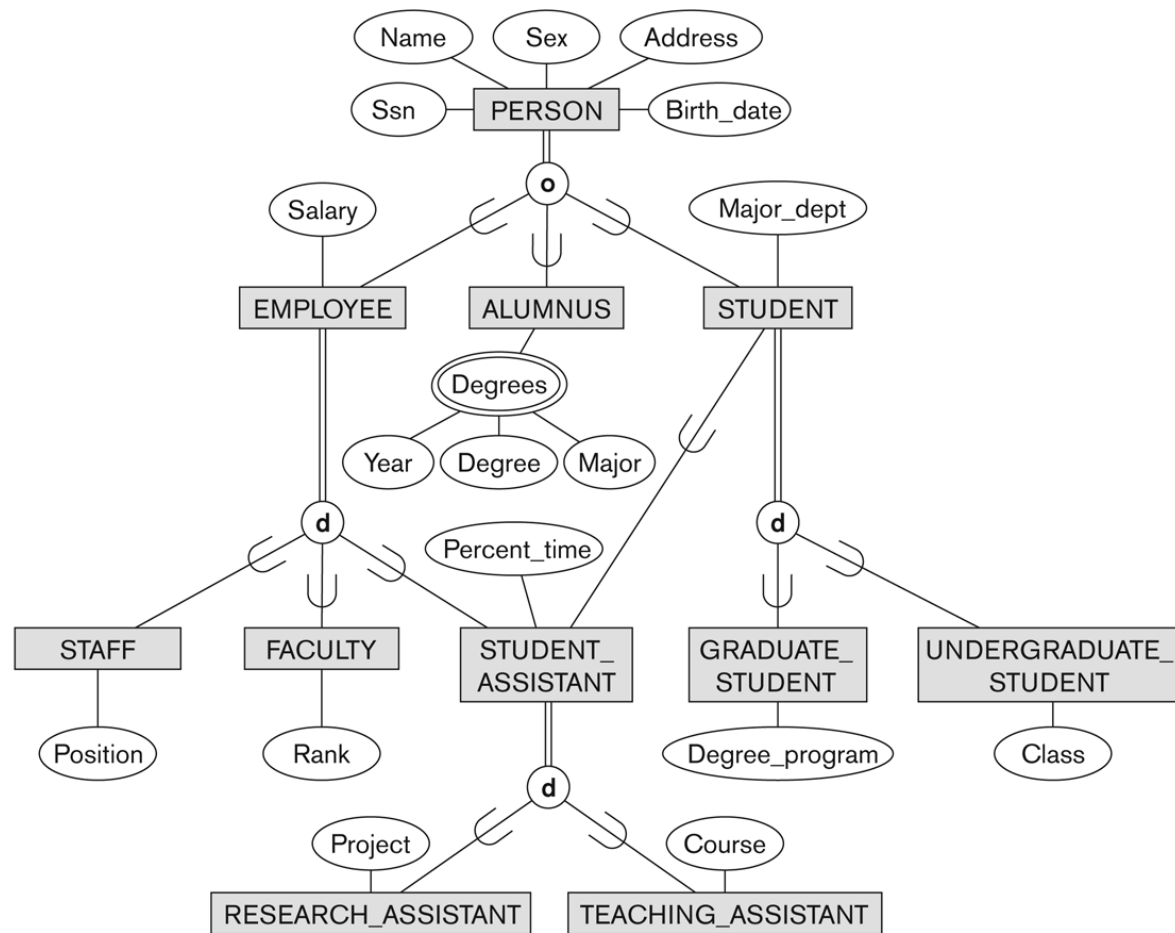 Name
Sex
Address
Ssn
PERSON
Birth_date
o
Salary
Major_dept
EMPLOYEE
ALUMNUS
STUDENT
Degrees
Year
Degree
Major
d
d
Percent_time
STAFF
FACULTY
STUDENT_
ASSISTANT
GRADUATE_
STUDENT
UNDERGRADUATE_
STUDENT
Position
Rank
Degree_program
Class
d
Project
Course
RESEARCH_ASSISTANT
TEACHING_ASSISTANT